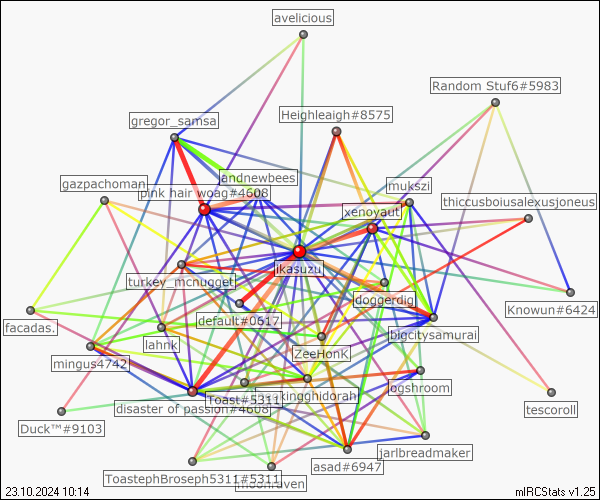 avelicious
Random Stuf6#5983
Heighleaigh#8575
gregor_samsa
andnewbees
gazpachoman
pink hair woag#4608
mukszi
thiccusboiusalexusjoneus
xenoyaut
ikasuzu
turkey_mcnugget
doggerdig
Knowun#6424
default#0617
facadas.
bigcitysamurai
lahnk
ZeeHonK
mingus4742
ogshroom
kingghidorah
Toast#5311
disaster of passion#4608
tescoroll
Duck™#9103
jarlbreadmaker
asad#6947
ToastephBroseph5311#5311
moonraven
23.10.2024 10:14
mIRCStats v1.25